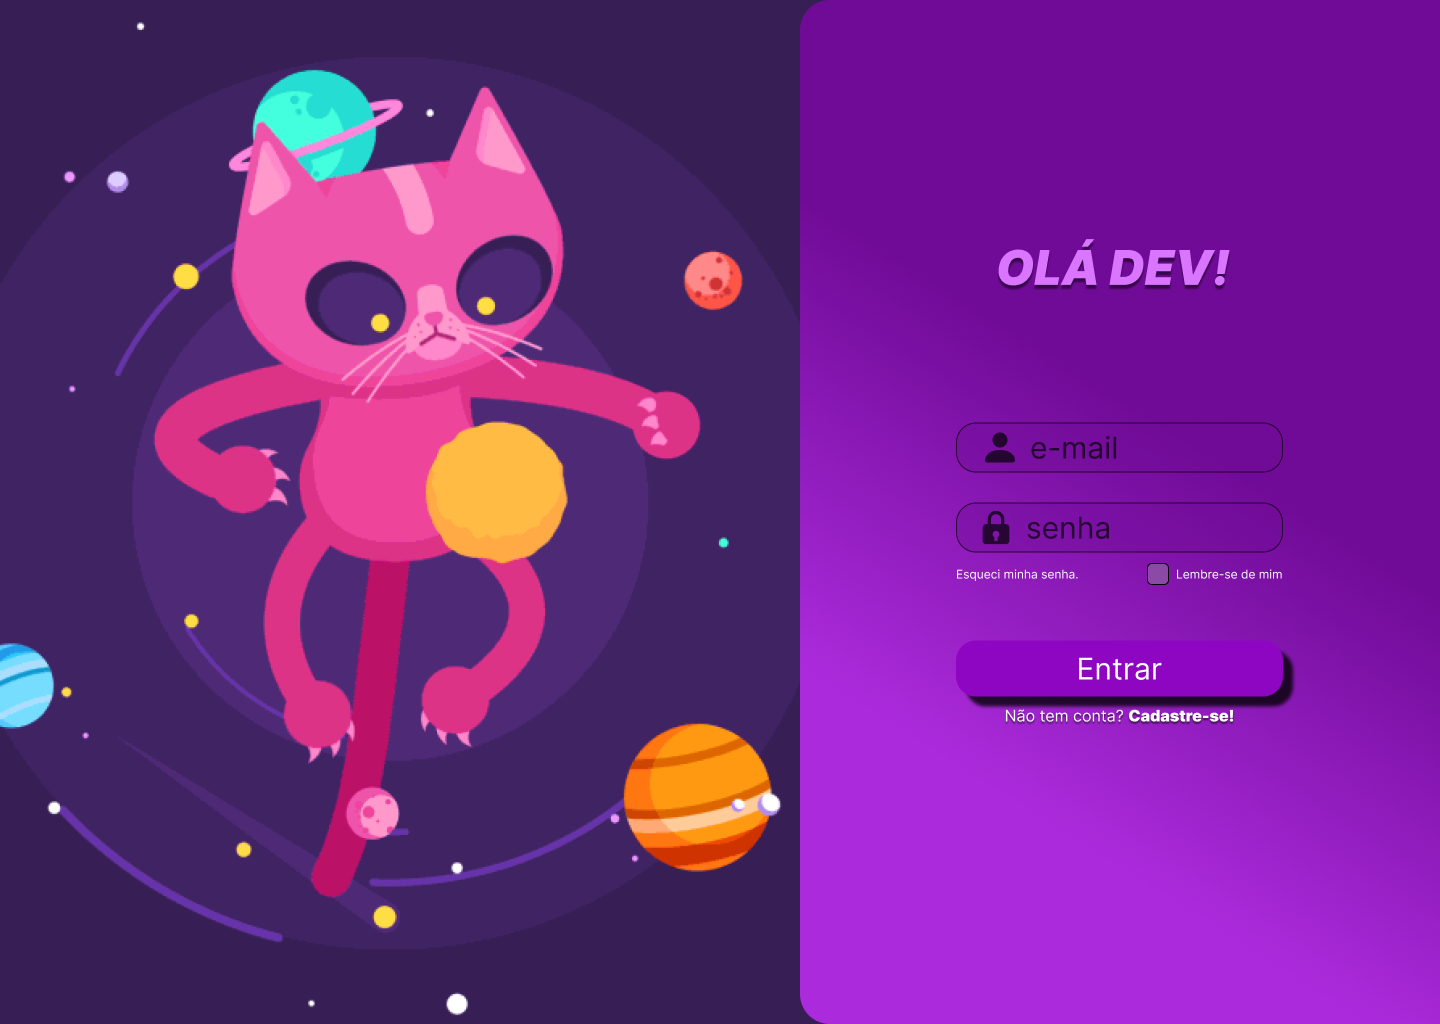 OLÁ DEV!
e-mail
senha
Esqueci minha senha.
Lembre-se de mim
Entrar
Não tem conta? Cadastre-se!